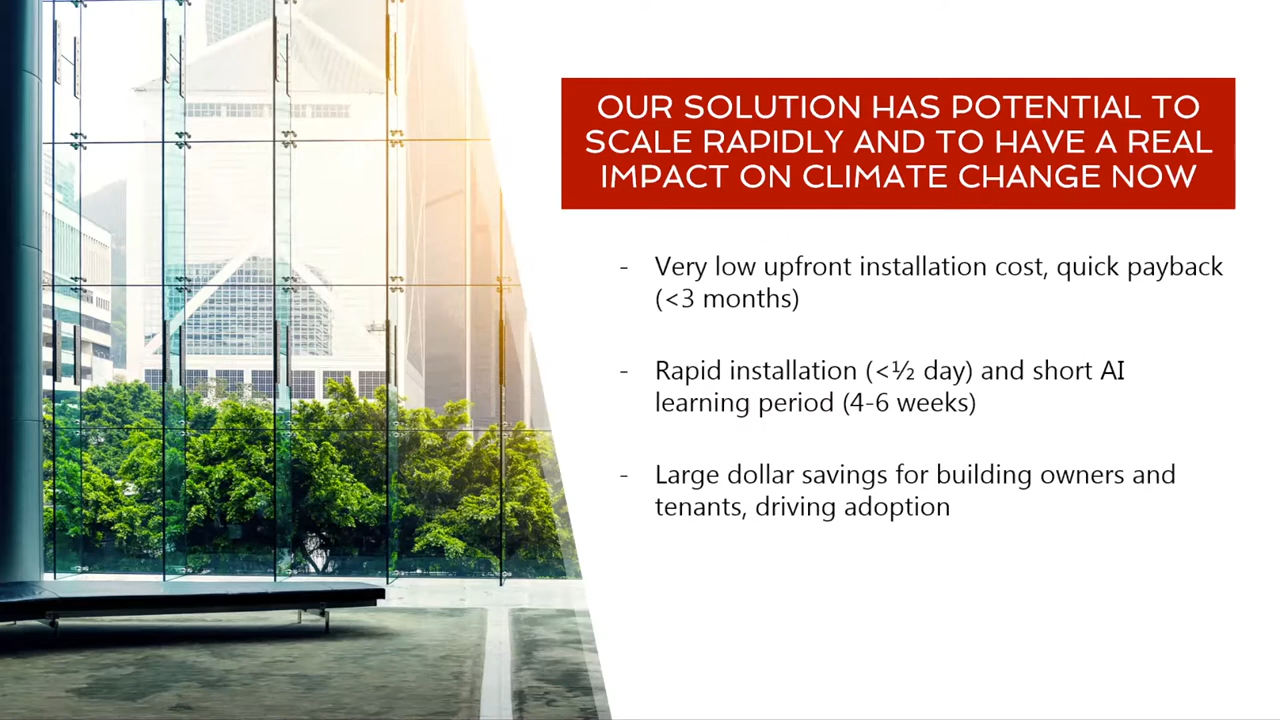 OUR SOLUTION HAS POTENTIAL TO
SCALE RAPIDLY AND TO HAVE A REAL
IMPACT ON CLIMATE CHANGE NOW
- Very low upfront installation cost, quick payback
(<3 months)
- Rapid installation (<½ day) and short AI
learning period (4-6 weeks)
- Large dollar savings for building owners and
tenants, driving adoption